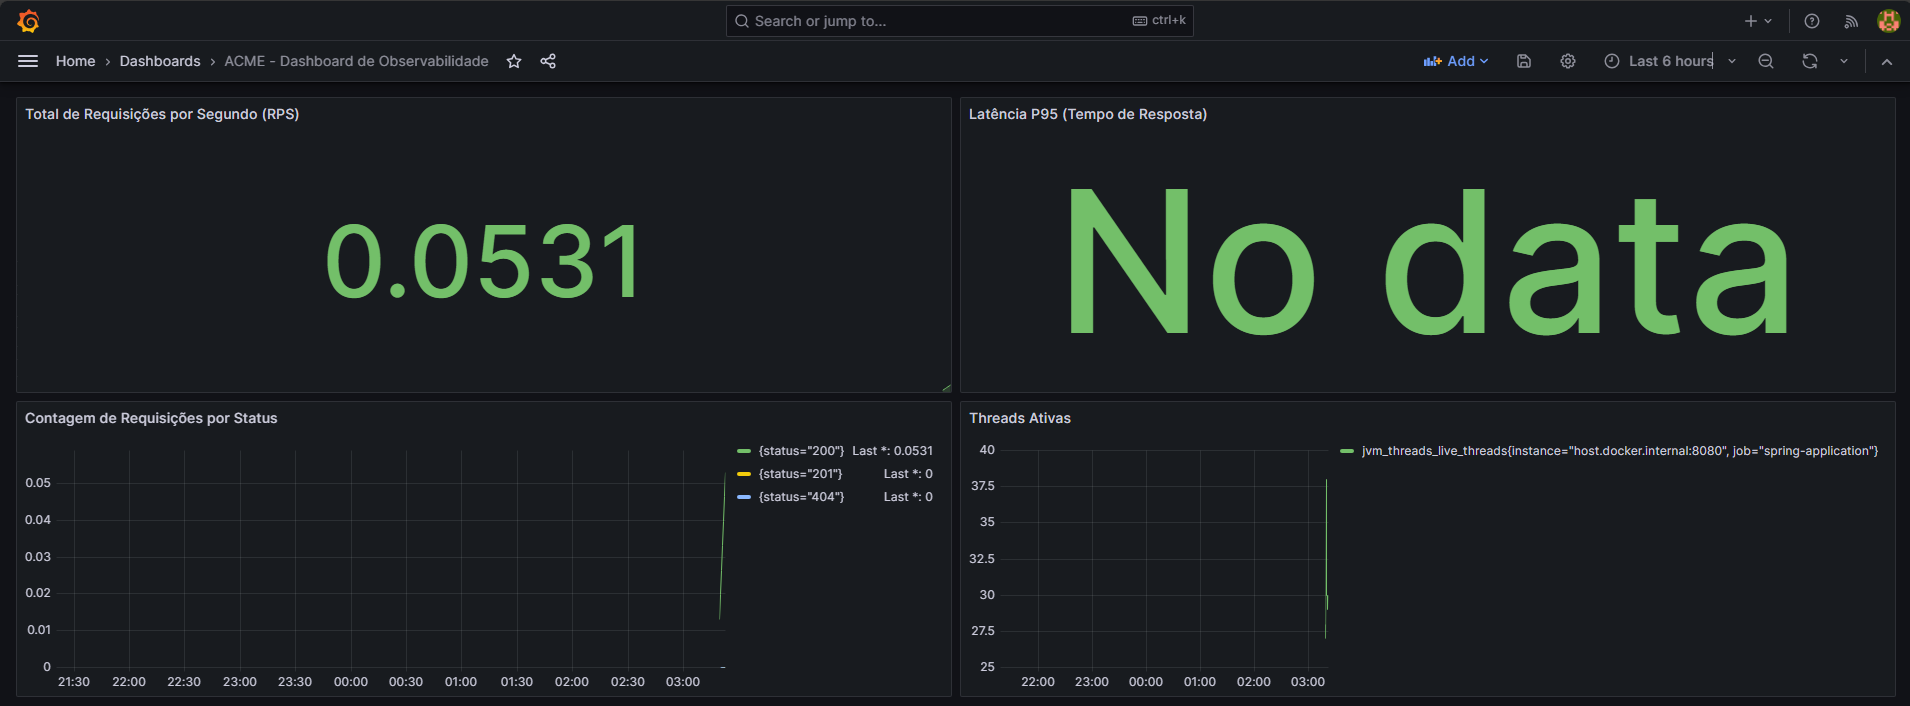 Search or jump to... ctrl+k
Home › Dashboards › ACME - Dashboard de Observabilidade Add Last 6 hours
Total de Requisições por Segundo (RPS)
0.0531
Latência P95 (Tempo de Resposta)
No data
Contagem de Requisições por Status
0.05
0.04
0.03
0.02
0.01
0
21:30 22:00 22:30 23:00 23:30 00:00 00:30 01:00 01:30 02:00 02:30 03:00
{status="200"} Last *: 0.0531
{status="201"} Last *: 0
{status="404"} Last *: 0
Threads Ativas
40
37.5
35
32.5
30
27.5
25
22:00 23:00 00:00 01:00 02:00 03:00
jvm_threads_live_threads{instance="host.docker.internal:8080", job="spring-application"}